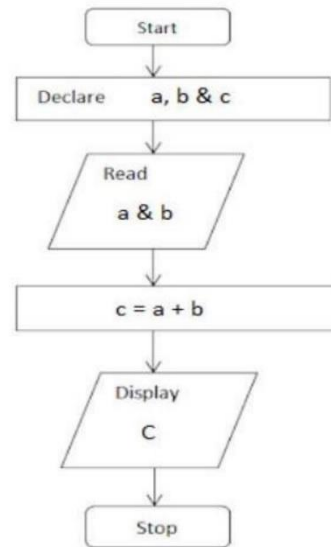 Start
Declare a, b & c
Read
a & b
c = a + b
Display
C
Stop